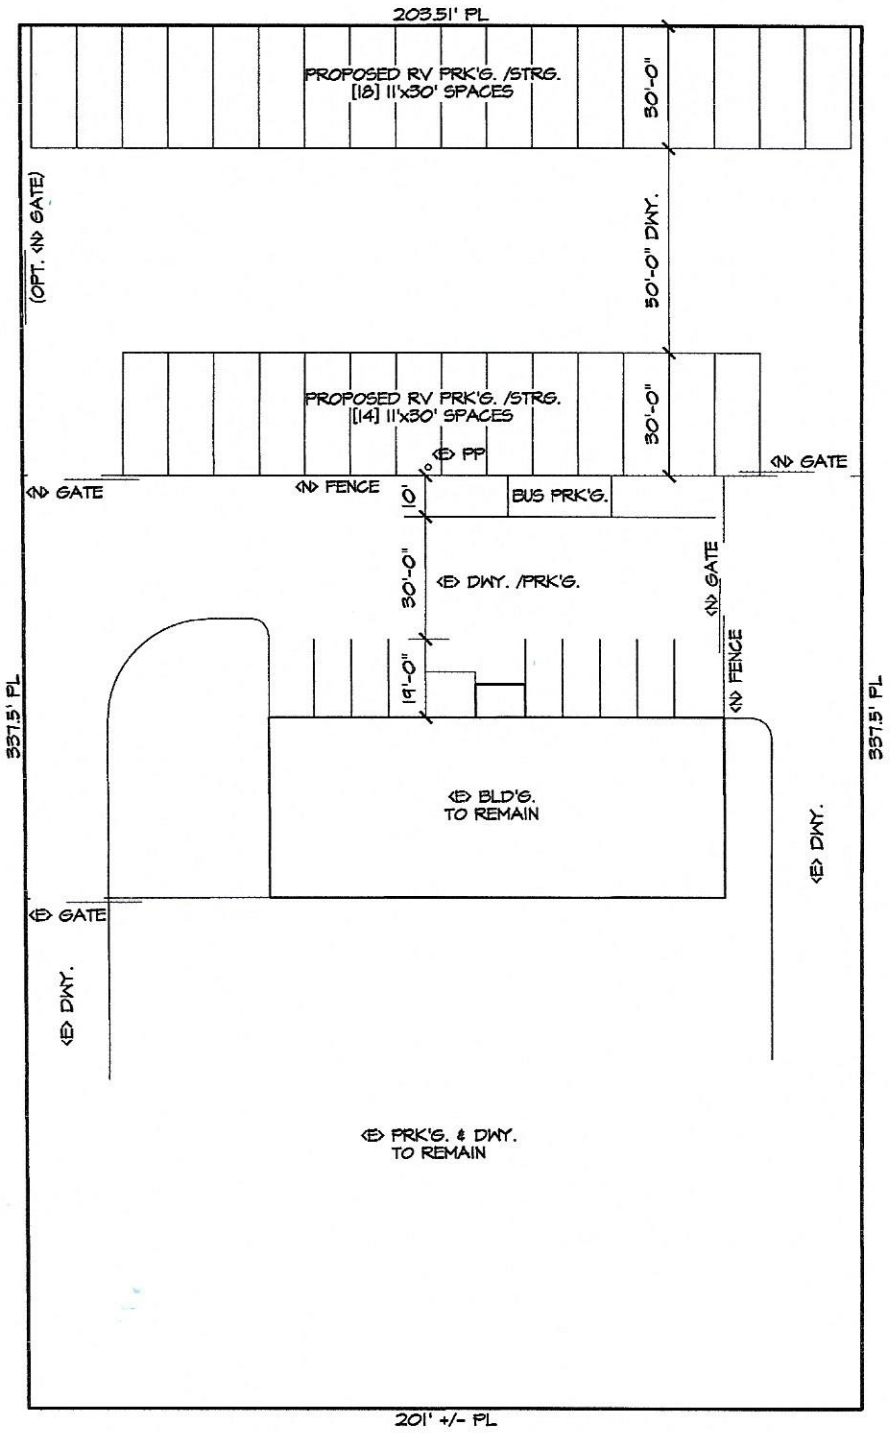 203.51' PL
PROPOSED RV PRK'G. /STRG.
[18] 11'x30' SPACES
30'-0"
(OPT. <N> GATE)
50'-0" DWY.
PROPOSED RV PRK'G. /STRG.
[14] 11'x30' SPACES
30'-0"
<E> PP
<N> GATE
<N> GATE
<N> FENCE
10'
BUS PRK'G.
30'-0"
<E> DWY. /PRK'G.
<N> GATE
19'-0"
<N> FENCE
337.5' PL
337.5' PL
<E> BLD'G.
TO REMAIN
<E> DWY.
<E> GATE
<E> DWY.
<E> PRK'G. & DWY.
TO REMAIN
201' +/- PL